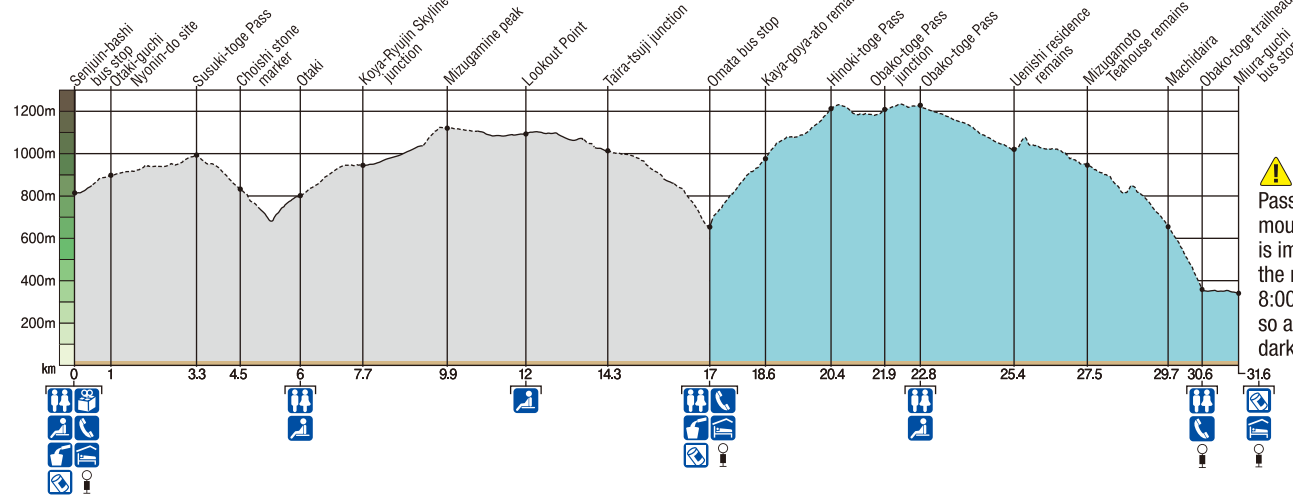 Senjuin-bashi
bus stop
Otaki-guchi
Nyonin-do site
Susuki-toge Pass
Choishi stone
marker
Otaki
Koya-Ryujin Skyline
junction
Mizugamine peak
Lookout Point
Taira-tsuji junction
Omata bus stop
Kaya-goya-ato
Hinoki-toge Pass
Obako-toge Pass
junction
Obako-toge Pass
Uenishi residence
remains
Mizugamoto
Teahouse remains
Machidaira
Obako-toge trailhead
Miura-guchi
bus stop
1200m
1000m
800m
600m
400m
200m
km
0 1 3.3 4.5 6 7.7 9.9 12 14.3 17 18.6 20.4 21.9 22.8 25.4 27.5 29.7 30.6 31.6
!
Pass
mou
is im
the
8:00
so a
dark